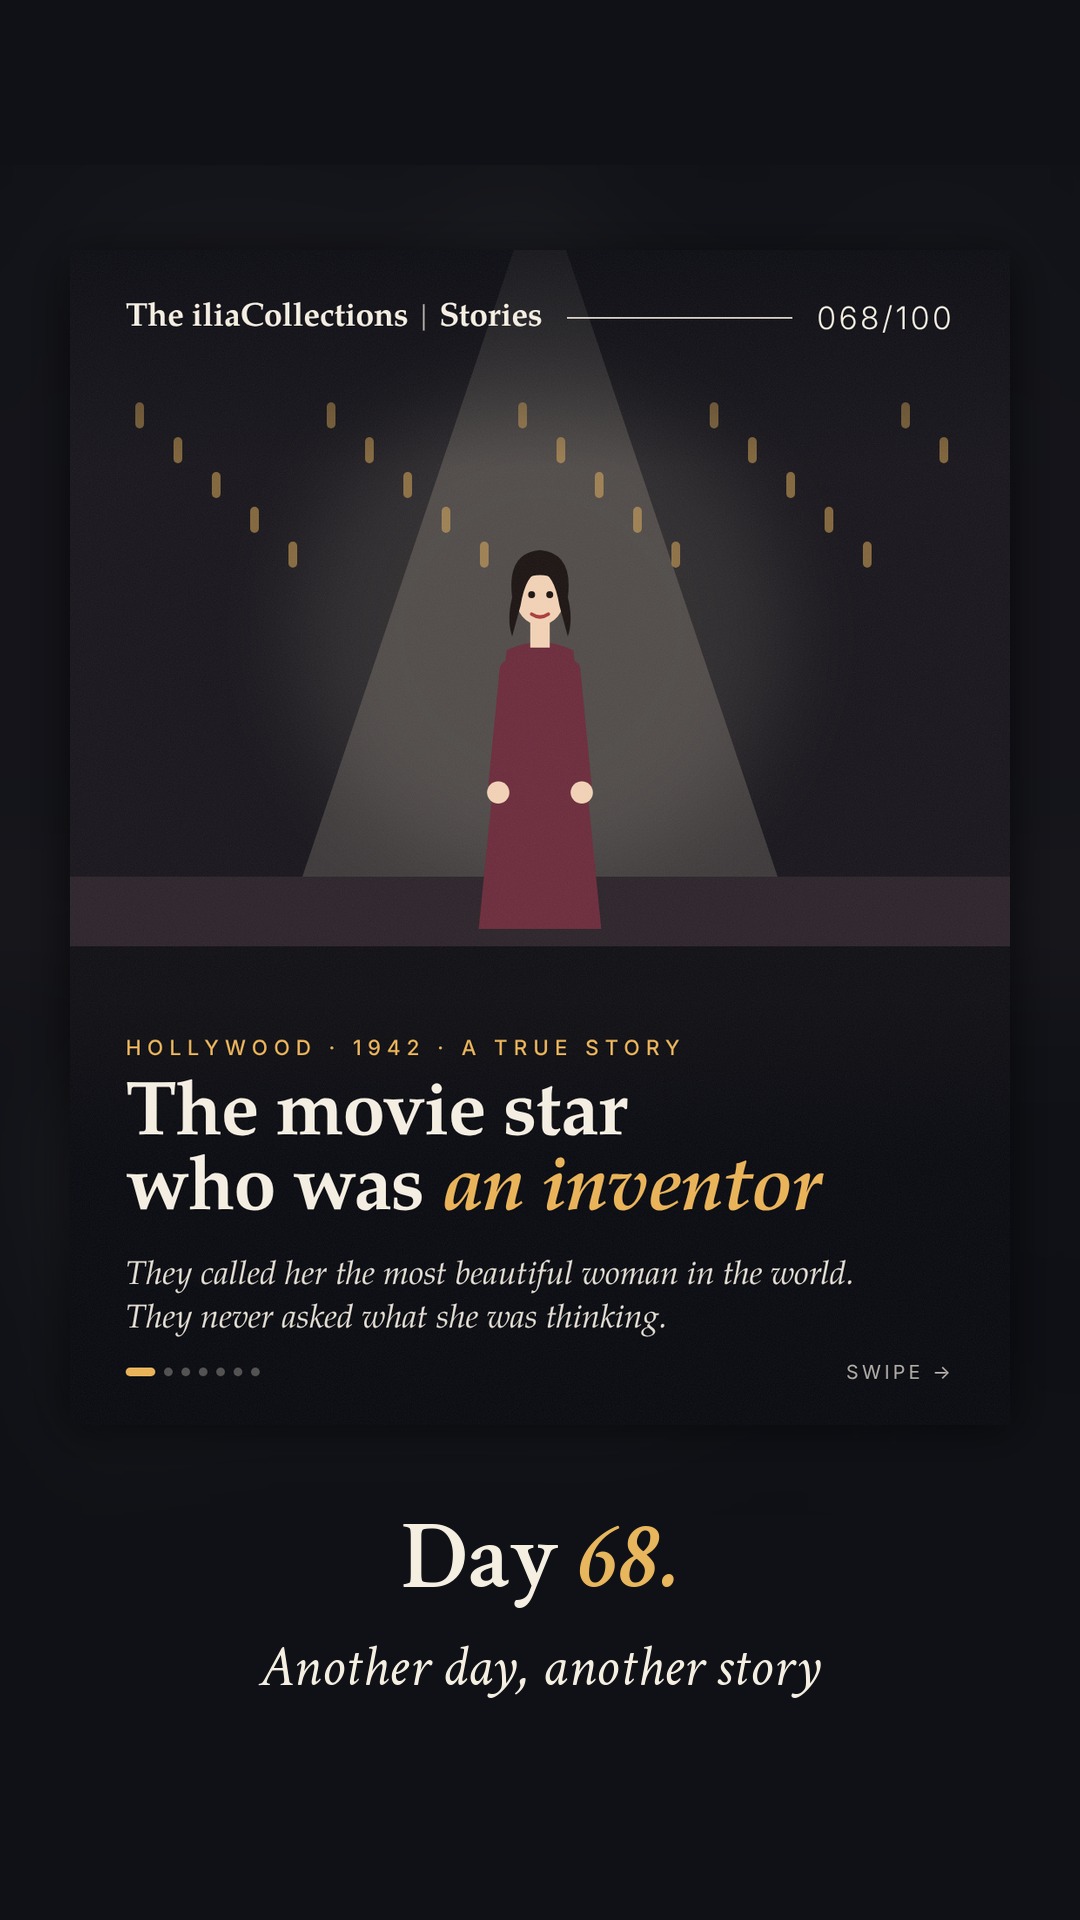 The iliaCollections | Stories 068/100
HOLLYWOOD · 1942 · A TRUE STORY
The movie star
who was an inventor
They called her the most beautiful woman in the world.
They never asked what she was thinking.
SWIPE →
Day 68.
Another day, another story